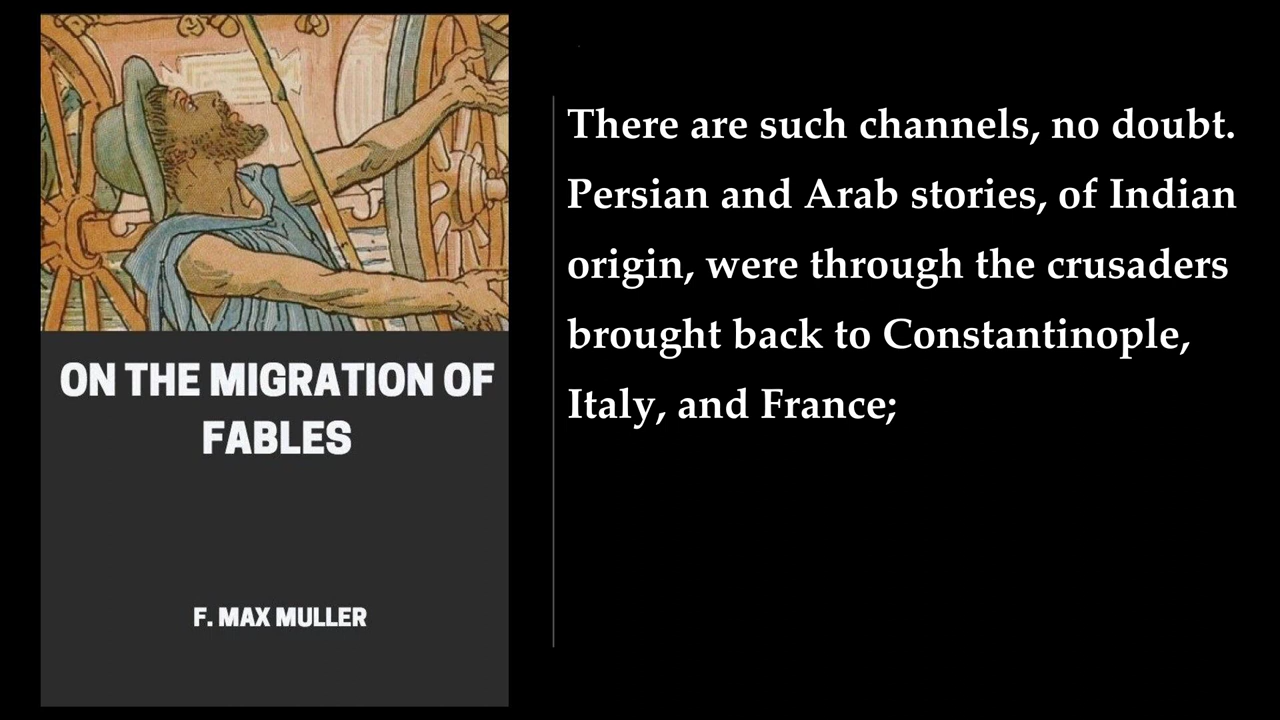 ON THE MIGRATION OF
FABLES
F. MAX MULLER
There are such channels, no doubt.
Persian and Arab stories, of Indian
origin, were through the crusaders
brought back to Constantinople,
Italy, and France;